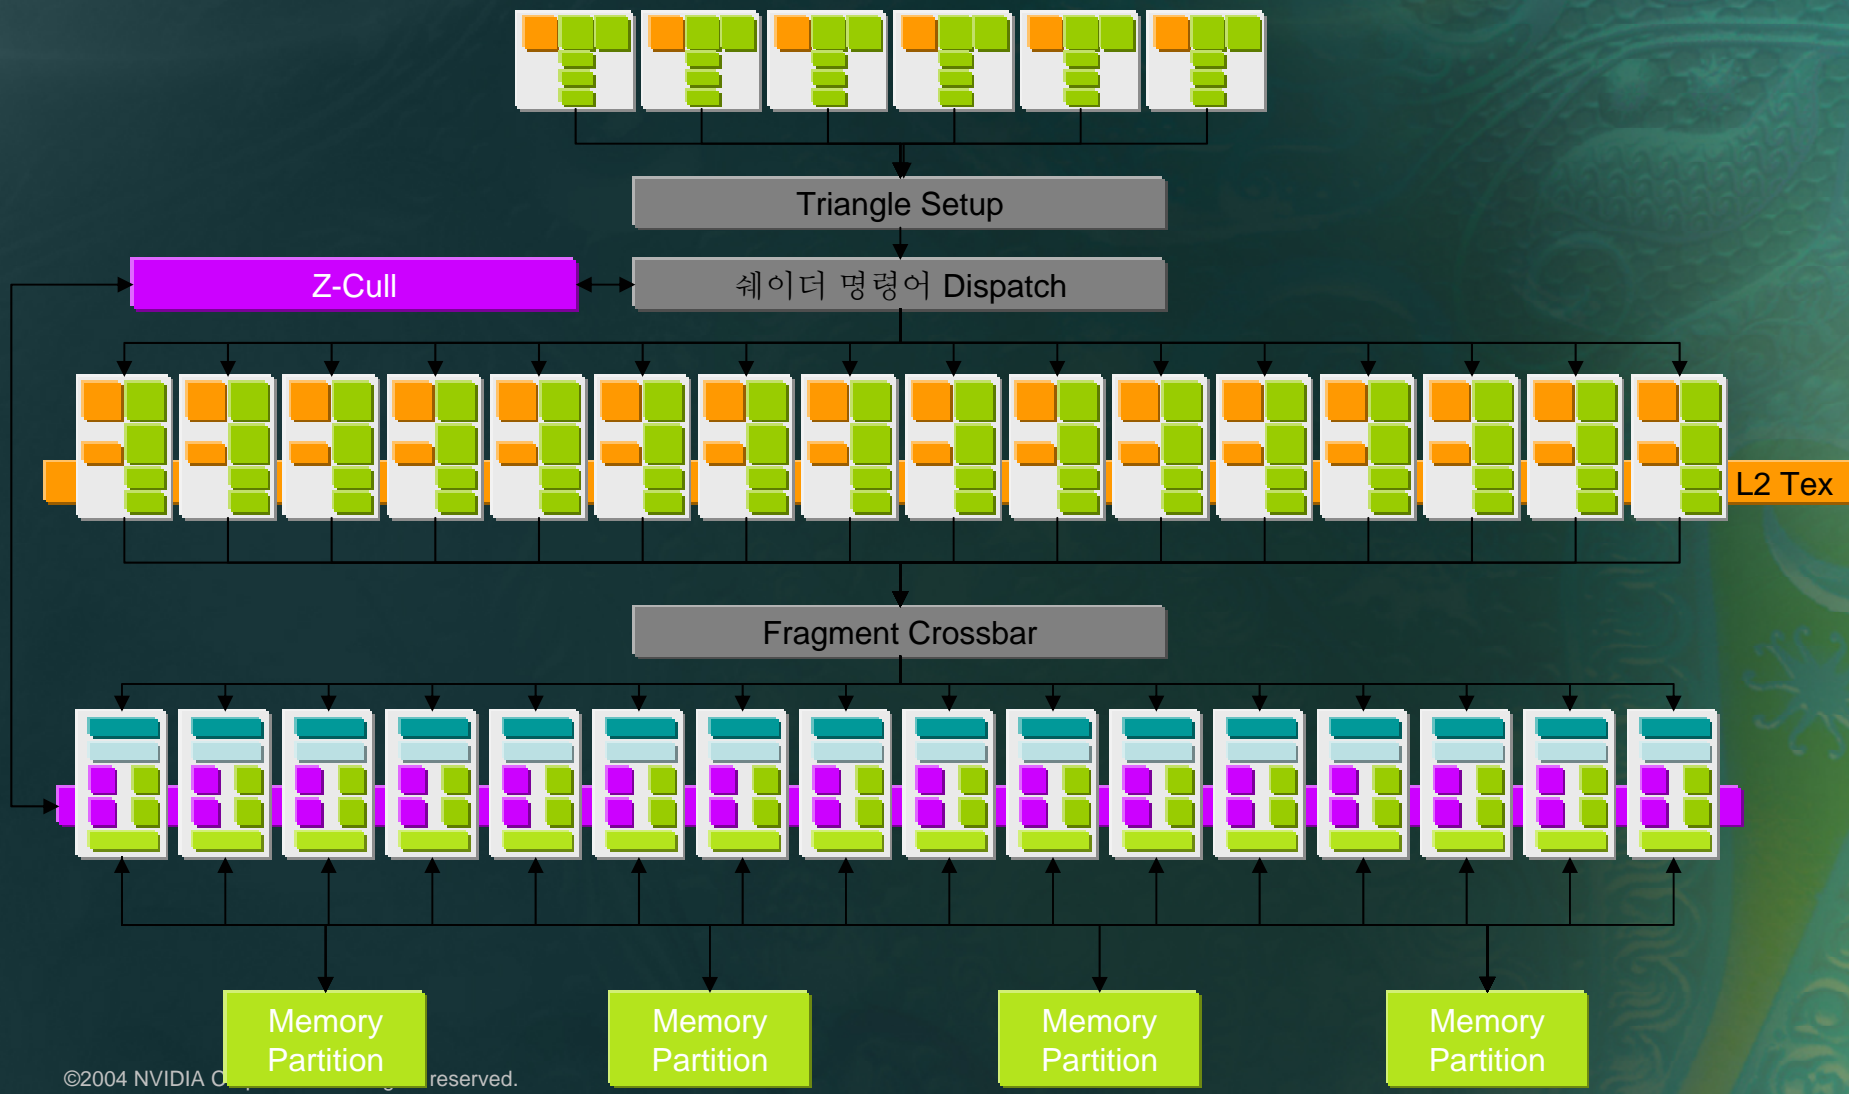 Triangle Setup
Z-Cull
쉐이더 명령어 Dispatch
L2 Tex
Fragment Crossbar
Memory
Partition
Memory
Partition
Memory
Partition
Memory
Partition
©2004 NVIDIA reserved.